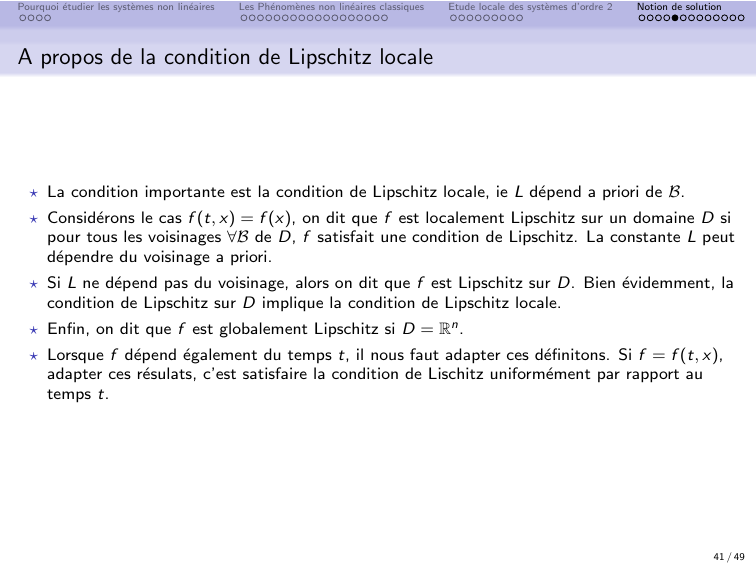 Pourquoi étudier les systèmes non linéaires Les Phénomènes non linéaires classiques Etude locale des systèmes d'ordre 2 Notion de solution
A propos de la condition de Lipschitz locale
⋆ La condition importante est la condition de Lipschitz locale, ie L dépend a priori de ℬ.
⋆ Considérons le cas f(t, x) = f(x), on dit que f est localement Lipschitz sur un domaine D si
pour tous les voisinages ∀ℬ de D, f satisfait une condition de Lipschitz. La constante L peut
dépendre du voisinage a priori.
⋆ Si L ne dépend pas du voisinage, alors on dit que f est Lipschitz sur D. Bien évidemment, la
condition de Lipschitz sur D implique la condition de Lipschitz locale.
⋆ Enfin, on dit que f est globalement Lipschitz si D = ℝⁿ.
⋆ Lorsque f dépend également du temps t, il nous faut adapter ces définitons. Si f = f(t, x),
adapter ces résulats, c'est satisfaire la condition de Lischitz uniformément par rapport au
temps t.
41 / 49